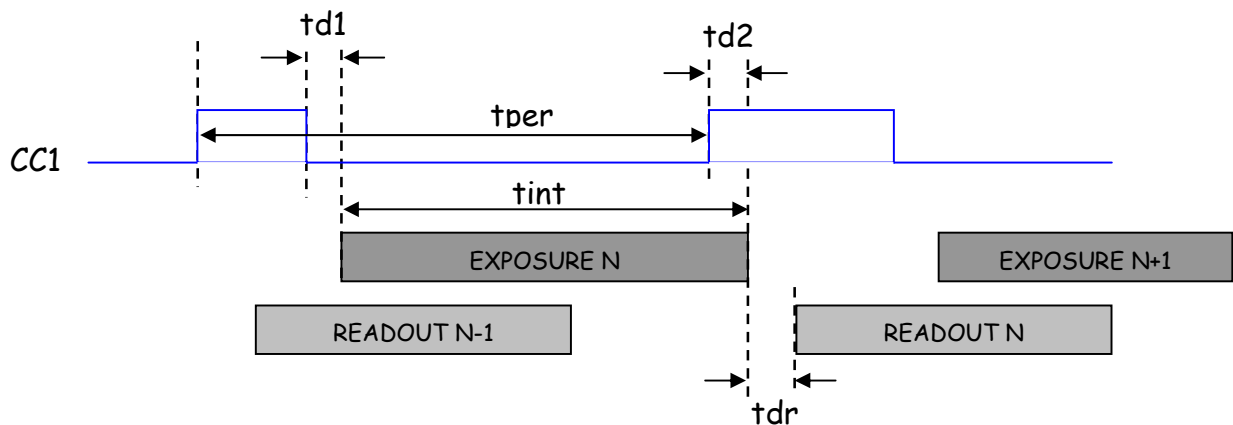 td1
td2
tper
CC1
tint
EXPOSURE N
EXPOSURE N+1
READOUT N-1
READOUT N
tdr